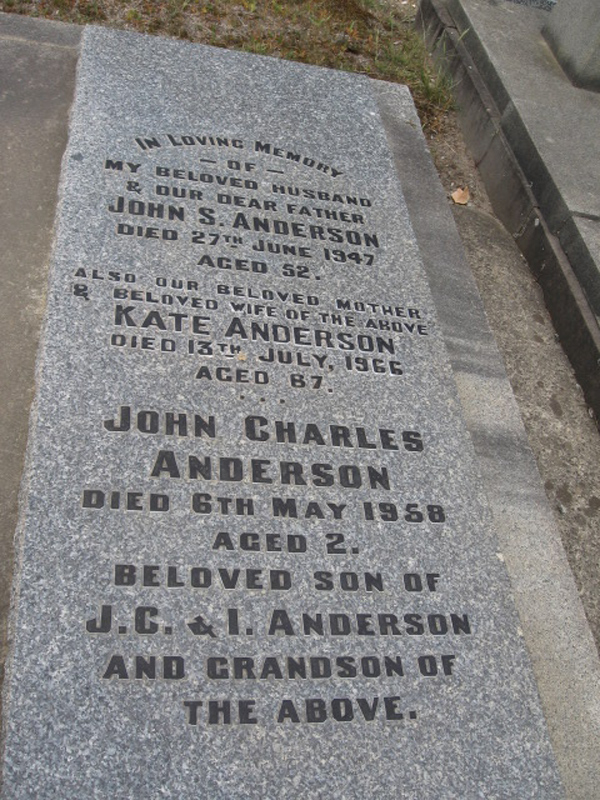 IN LOVING MEMORY
— OF —
MY BELOVED HUSBAND
& OUR DEAR FATHER
JOHN S. ANDERSON
DIED 27TH JUNE 1947
AGED 52.
ALSO OUR BELOVED MOTHER
& BELOVED WIFE OF THE ABOVE
KATE ANDERSON
DIED 13TH JULY, 1966
AGED 67.
. . .
JOHN CHARLES
ANDERSON
DIED 6TH MAY 1958
AGED 2.
BELOVED SON OF
J.C. & I. ANDERSON
AND GRANDSON OF
THE ABOVE.